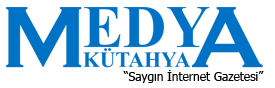 MEDYA
KÜTAHYA
“Saygın İnternet Gazetesi”